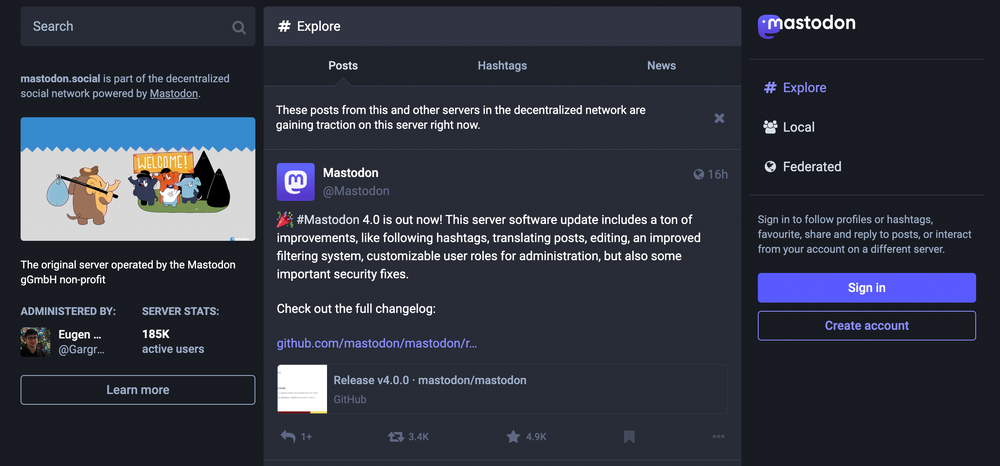 Search
mastodon.social is part of the decentralized
social network powered by Mastodon.
WELCOME!
The original server operated by the Mastodon
gGmbH non-profit
ADMINISTERED BY:
Eugen ...
@Gargr...
SERVER STATS:
185K
active users
Learn more
# Explore
Posts
Hashtags
News
These posts from this and other servers in the decentralized network are
gaining traction on this server right now.
Mastodon
@Mastodon
16h
🎉 #Mastodon 4.0 is out now! This server software update includes a ton of
improvements, like following hashtags, translating posts, editing, an improved
filtering system, customizable user roles for administration, but also some
important security fixes.
Check out the full changelog:
github.com/mastodon/mastodon/r...
Release v4.0.0 · mastodon/mastodon
GitHub
1+
3.4K
4.9K
mastodon
# Explore
Local
Federated
Sign in to follow profiles or hashtags,
favourite, share and reply to posts, or interact
from your account on a different server.
Sign in
Create account